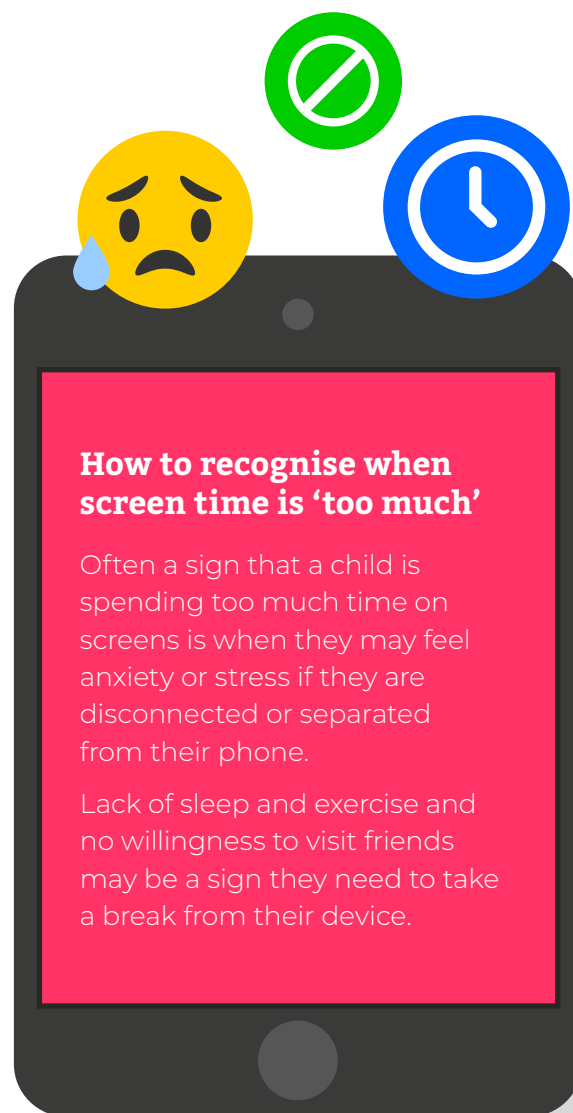 How to recognise when
screen time is ‘too much’
Often a sign that a child is
spending too much time on
screens is when they may feel
anxiety or stress if they are
disconnected or separated
from their phone.
Lack of sleep and exercise and
no willingness to visit friends
may be a sign they need to take
a break from their device.